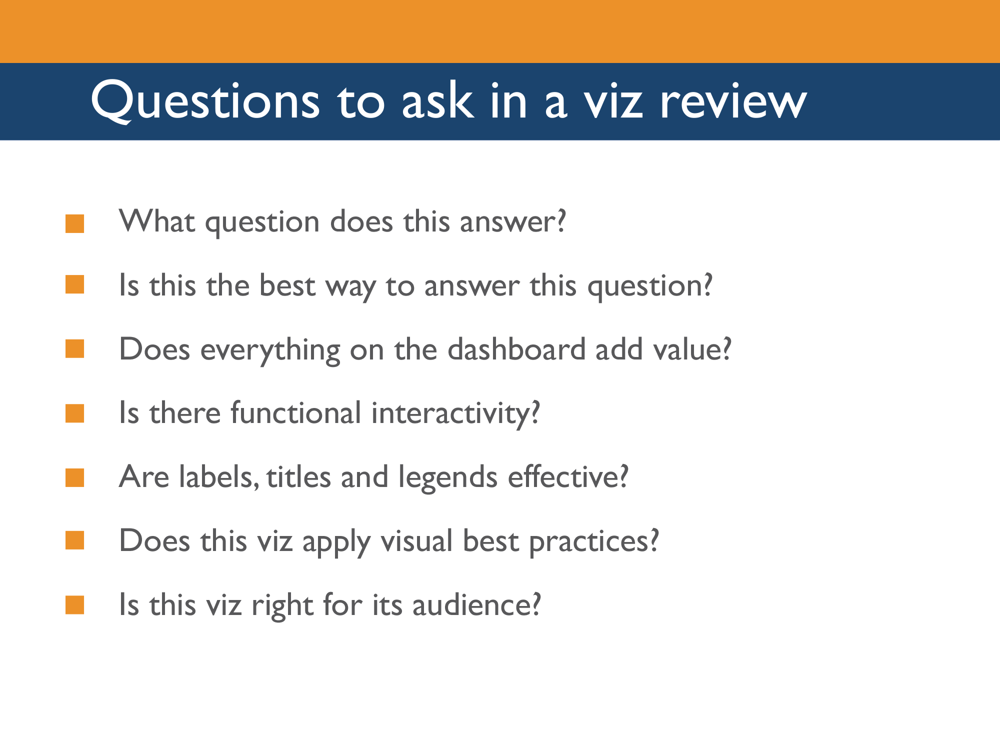 Questions to ask in a viz review
What question does this answer?
Is this the best way to answer this question?
Does everything on the dashboard add value?
Is there functional interactivity?
Are labels, titles and legends effective?
Does this viz apply visual best practices?
Is this viz right for its audience?